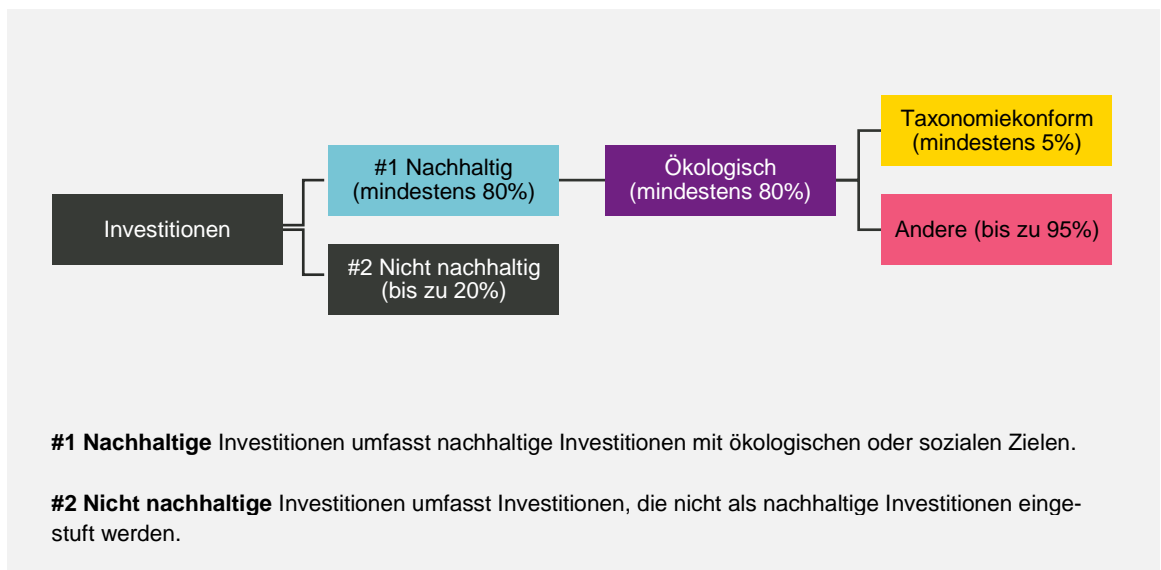 Investitionen
#1 Nachhaltig
(mindestens 80%)
#2 Nicht nachhaltig
(bis zu 20%)
Ökologisch
(mindestens 80%)
Taxonomiekonform
(mindestens 5%)
Andere (bis zu 95%)
#1 Nachhaltige Investitionen umfasst nachhaltige Investitionen mit ökologischen oder sozialen Zielen.
#2 Nicht nachhaltige Investitionen umfasst Investitionen, die nicht als nachhaltige Investitionen einge-
stuft werden.